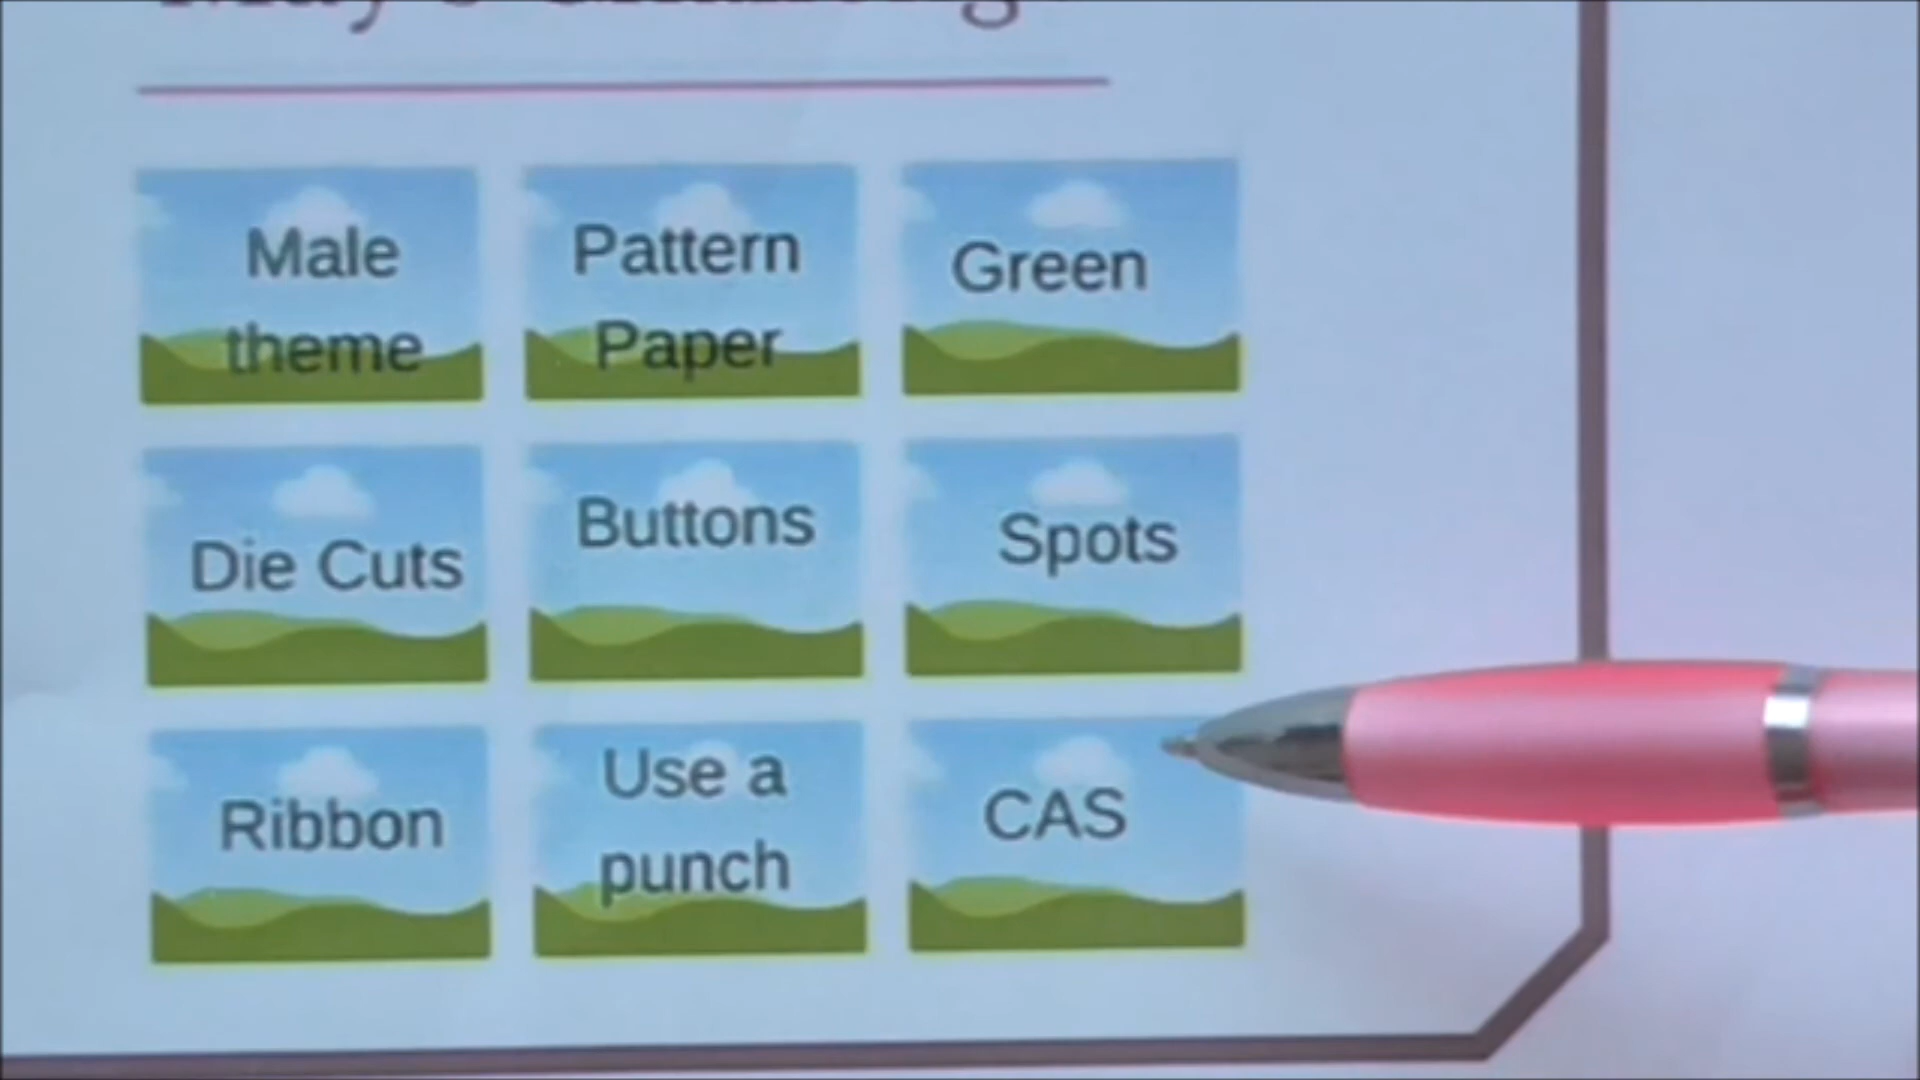 Male
theme
Pattern
Paper
Green
Die Cuts
Buttons
Spots
Ribbon
Use a
punch
CAS